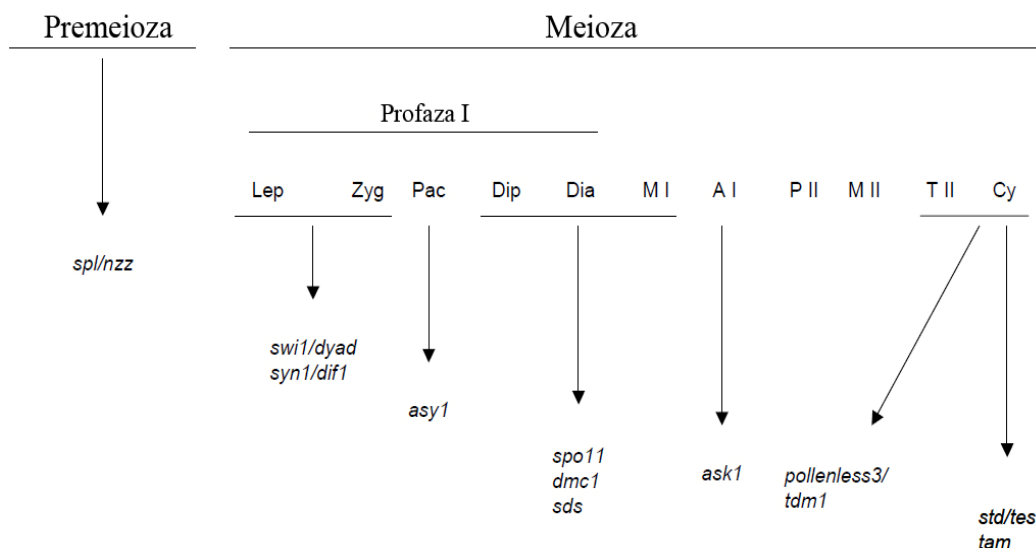 Premeioza
Meioza
Profaza I
Lep Zyg Pac Dip Dia M I A I P II M II T II Cy
spl/nzz
swi1/dyad
syn1/dif1
asy1
spo11
dmc1
sds
ask1
pollenless3/
tdm1
std/tes
tam